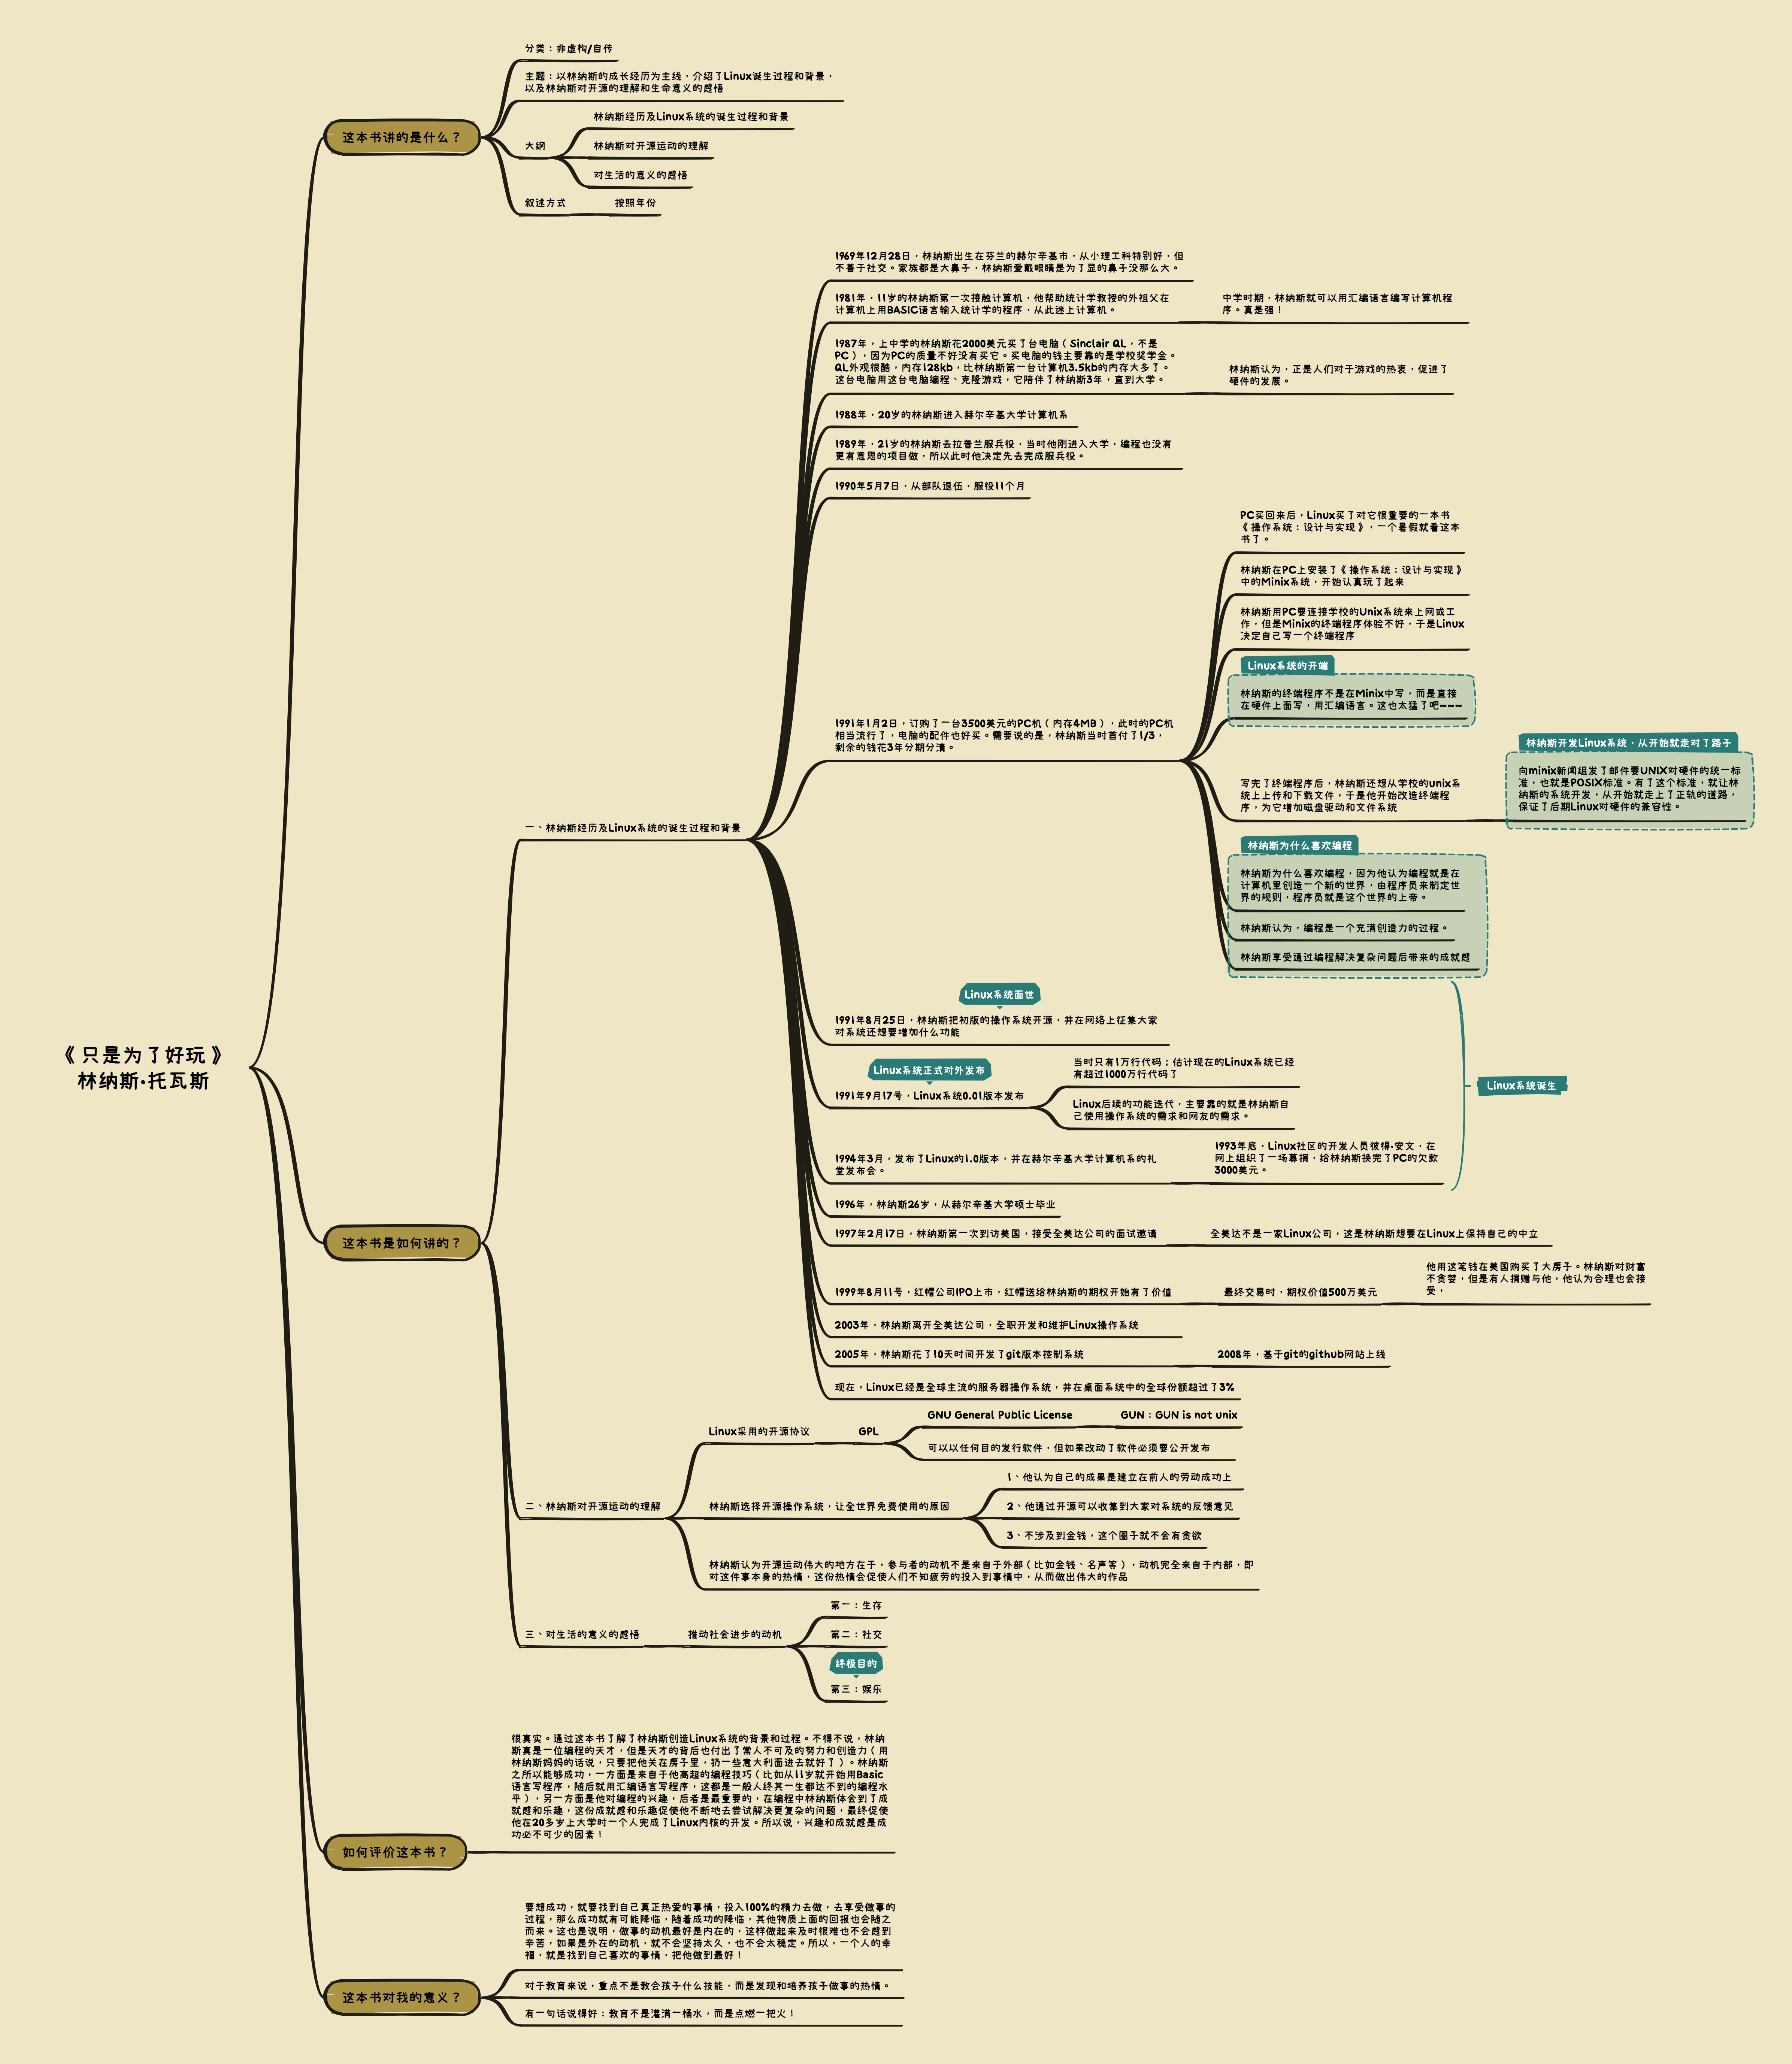 《只是为了好玩》
林纳斯·托瓦斯
这本书讲的是什么？
分类：非虚构/自传
主题：以林纳斯的成长经历为主线，介绍了Linux诞生过程和背景，
以及林纳斯对开源的理解和生命意义的感悟
大纲
林纳斯经历及Linux系统的诞生过程和背景
林纳斯对开源运动的理解
对生活的意义的感悟
叙述方式
按照年份
这本书是如何讲的？
一、林纳斯经历及Linux系统的诞生过程和背景
1969年12月28日，林纳斯出生在芬兰的赫尔辛基市，从小理工科特别好，但
不善于社交。家族都是大鼻子，林纳斯爱戴眼睛是为了显的鼻子没那么大。
1981年，11岁的林纳斯第一次接触计算机，他帮助统计学教授的外祖父在
计算机上用BASIC语言输入统计学的程序，从此迷上计算机。
中学时期，林纳斯就可以用汇编语言编写计算机程
序。真是强！
1987年，上中学的林纳斯花2000美元买了台电脑（Sinclair QL，不是
PC），因为PC的质量不好没有买它。买电脑的钱主要靠的是学校奖学金。
QL外观很酷，内存128kb，比林纳斯第一台计算机3.5kb的内存大多了。
这台电脑用这台电脑编程、克隆游戏，它陪伴了林纳斯3年，直到大学。
林纳斯认为，正是人们对于游戏的热衷，促进了
硬件的发展。
1988年，20岁的林纳斯进入赫尔辛基大学计算机系
1989年，21岁的林纳斯去拉普兰服兵役，当时他刚进入大学，编程也没有
更有意思的项目做，所以此时他决定先去完成服兵役。
1990年5月7日，从部队退伍，服役11个月
1991年1月2日，订购了一台3500美元的PC机（内存4MB），此时的PC机
相当流行了，电脑的配件也好买。需要说的是，林纳斯当时首付了1/3，
剩余的钱花3年分期分清。
PC买回来后，Linux买了对它很重要的一本书
《操作系统：设计与实现》，一个暑假就看这本
书了。
林纳斯在PC上安装了《操作系统：设计与实现》
中的Minix系统，开始认真玩了起来
林纳斯用PC要连接学校的Unix系统来上网或工
作，但是Minix的终端程序体验不好，于是Linux
决定自己写一个终端程序
Linux系统的开端
林纳斯的终端程序不是在Minix中写，而是直接
在硬件上面写，用汇编语言。这也太猛了吧~~~
写完了终端程序后，林纳斯还想从学校的unix系
统上上传和下载文件，于是他开始改造终端程
序，为它增加磁盘驱动和文件系统
林纳斯开发Linux系统，从开始就走对了路子
向minix新闻组发了邮件要UNIX对硬件的统一标
准，也就是POSIX标准。有了这个标准，就让林
纳斯的系统开发，从开始就走上了正轨的道路，
保证了后期Linux对硬件的兼容性。
林纳斯为什么喜欢编程
林纳斯为什么喜欢编程，因为他认为编程就是在
计算机里创造一个新的世界，由程序员来制定世
界的规则，程序员就是这个世界的上帝。
林纳斯认为，编程是一个充满创造力的过程。
林纳斯享受通过编程解决复杂问题后带来的成就感
Linux系统面世
1991年8月25日，林纳斯把初版的操作系统开源，并在网络上征集大家
对系统还想要增加什么功能
Linux系统正式对外发布
1991年9月17号，Linux系统0.01版本发布
当时只有1万行代码；估计现在的Linux系统已经
有超过1000万行代码了
Linux后续的功能迭代，主要靠的就是林纳斯自
己使用操作系统的需求和网友的需求。
1994年3月，发布了Linux的1.0版本，并在赫尔辛基大学计算机系的礼
堂发布会。
1993年底，Linux社区的开发人员彼得·安文，在
网上组织了一场募捐，给林纳斯换完了PC的欠款
3000美元。
Linux系统诞生
1996年，林纳斯26岁，从赫尔辛基大学硕士毕业
1997年2月17日，林纳斯第一次到访美国，接受全美达公司的面试邀请
全美达不是一家Linux公司，这是林纳斯想要在Linux上保持自己的中立
1999年8月11号，红帽公司IPO上市，红帽送给林纳斯的期权开始有了价值
最终交易时，期权价值500万美元
他用这笔钱在美国购买了大房子。林纳斯对财富
不贪婪，但是有人捐赠与他，他认为合理也会接
受，
2003年，林纳斯离开全美达公司，全职开发和维护Linux操作系统
2005年，林纳斯花了10天时间开发了git版本控制系统
2008年，基于git的github网站上线
现在，Linux已经是全球主流的服务器操作系统，并在桌面系统中的全球份额超过了3%
二、林纳斯对开源运动的理解
Linux采用的开源协议
GPL
GNU General Public License
GUN：GUN is not unix
可以以任何目的发行软件，但如果改动了软件必须要公开发布
林纳斯选择开源操作系统，让全世界免费使用的原因
1、他认为自己的成果是建立在前人的劳动成功上
2、他通过开源可以收集到大家对系统的反馈意见
3、不涉及到金钱，这个圈子就不会有贪欲
林纳斯认为开源运动伟大的地方在于，参与者的动机不是来自于外部（比如金钱、名声等），动机完全来自于内部，即
对这件事本身的热情，这份热情会促使人们不知疲劳的投入到事情中，从而做出伟大的作品
三、对生活的意义的感悟
推动社会进步的动机
第一：生存
第二：社交
终极目的
第三：娱乐
如何评价这本书？
很真实。通过这本书了解了林纳斯创造Linux系统的背景和过程。不得不说，林纳
斯真是一位编程的天才，但是天才的背后也付出了常人不可及的努力和创造力（用
林纳斯妈妈的话说，只要把他关在房子里，扔一些意大利面进去就好了）。林纳斯
之所以能够成功，一方面是来自于他高超的编程技巧（比如从11岁就开始用Basic
语言写程序，随后就用汇编语言写程序，这都是一般人终其一生都达不到的编程水
平），另一方面是他对编程的兴趣，后者是最重要的，在编程中林纳斯体会到了成
就感和乐趣，这份成就感和乐趣促使他不断地去尝试解决更复杂的问题，最终促使
他在20多岁上大学时一个人完成了Linux内核的开发。所以说，兴趣和成就感是成
功必不可少的因素！
这本书对我的意义？
要想成功，就要找到自己真正热爱的事情，投入100%的精力去做，去享受做事的
过程，那么成功就有可能降临，随着成功的降临，其他物质上面的回报也会随之
而来。这也是说明，做事的动机最好是内在的，这样做起来及时很难也不会感到
辛苦，如果是外在的动机，就不会坚持太久，也不会太稳定。所以，一个人的幸
福，就是找到自己喜欢的事情，把他做到最好！
对于教育来说，重点不是教会孩子什么技能，而是发现和培养孩子做事的热情。
有一句话说得好：教育不是灌满一桶水，而是点燃一把火！